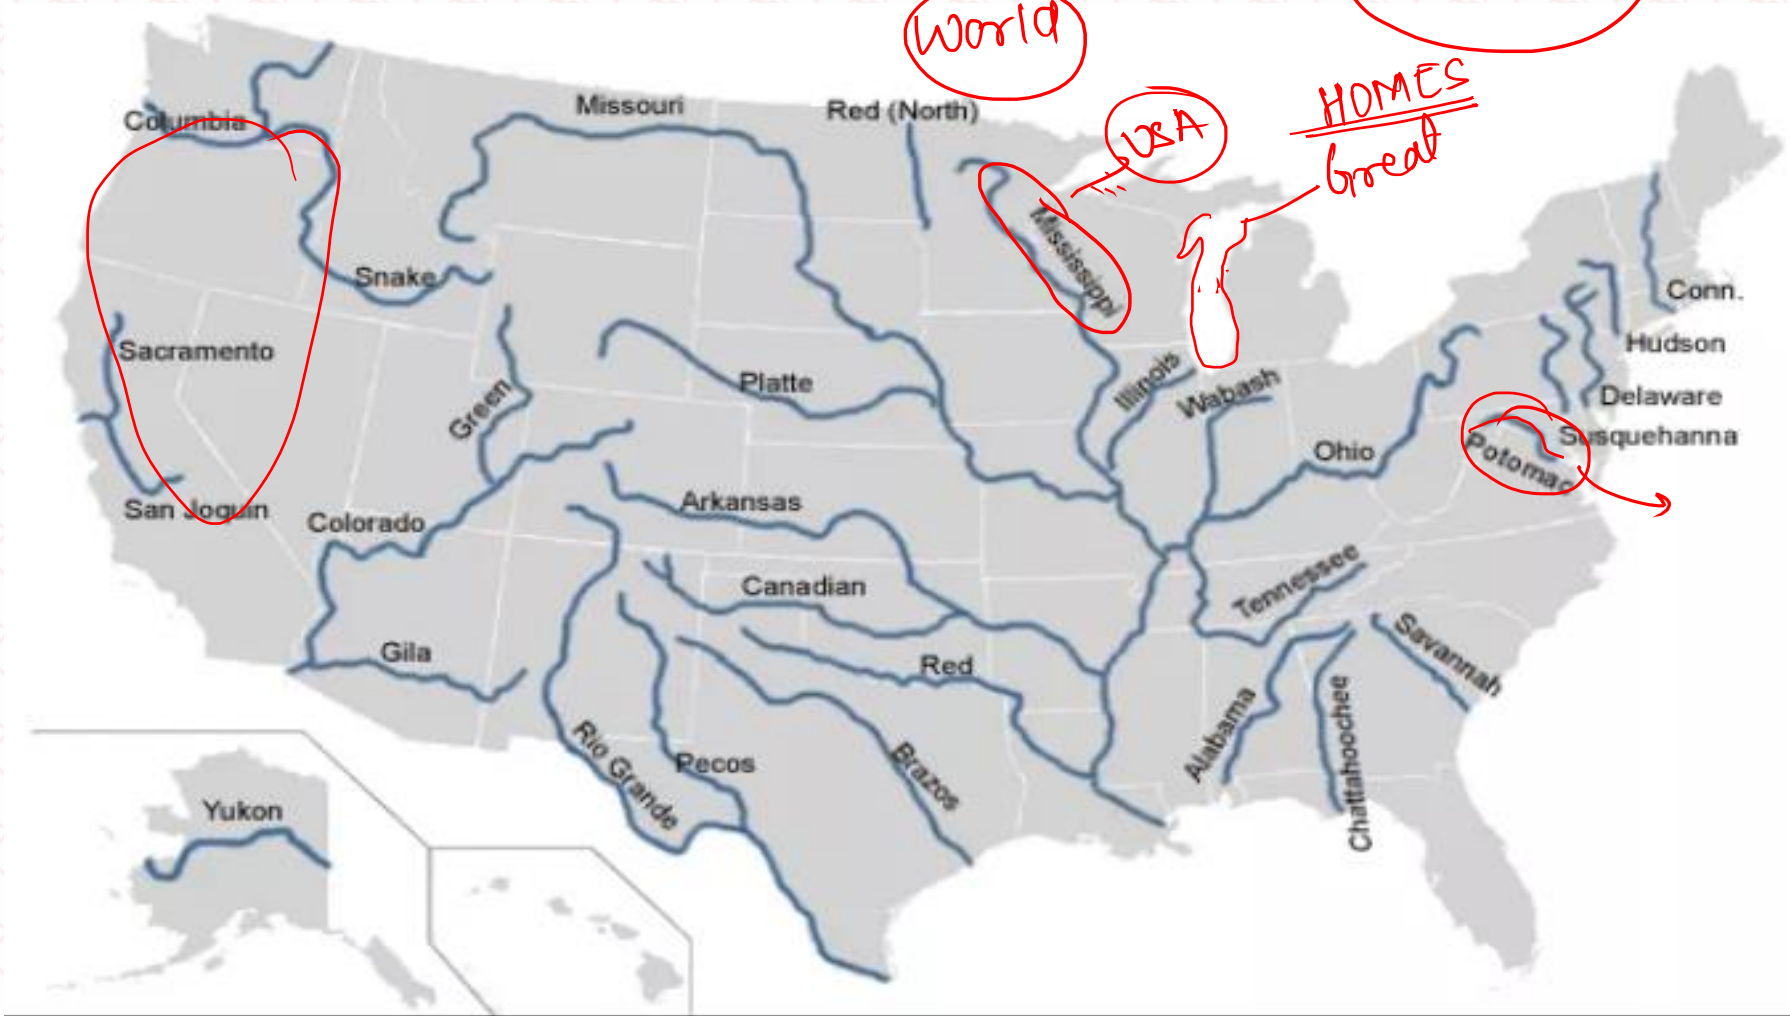 World
HOMES
Great
USA
Columbia
Missouri
Red (North)
Mississippi
Snake
Conn.
Sacramento
Hudson
Platte
Illinois
Wabash
Green
Delaware
Susquehanna
Potomac
Ohio
San Joquin
Colorado
Arkansas
Canadian
Tennessee
Gila
Red
Savannah
Alabama
Chattahoochee
Rio Grande
Pecos
Brazos
Yukon